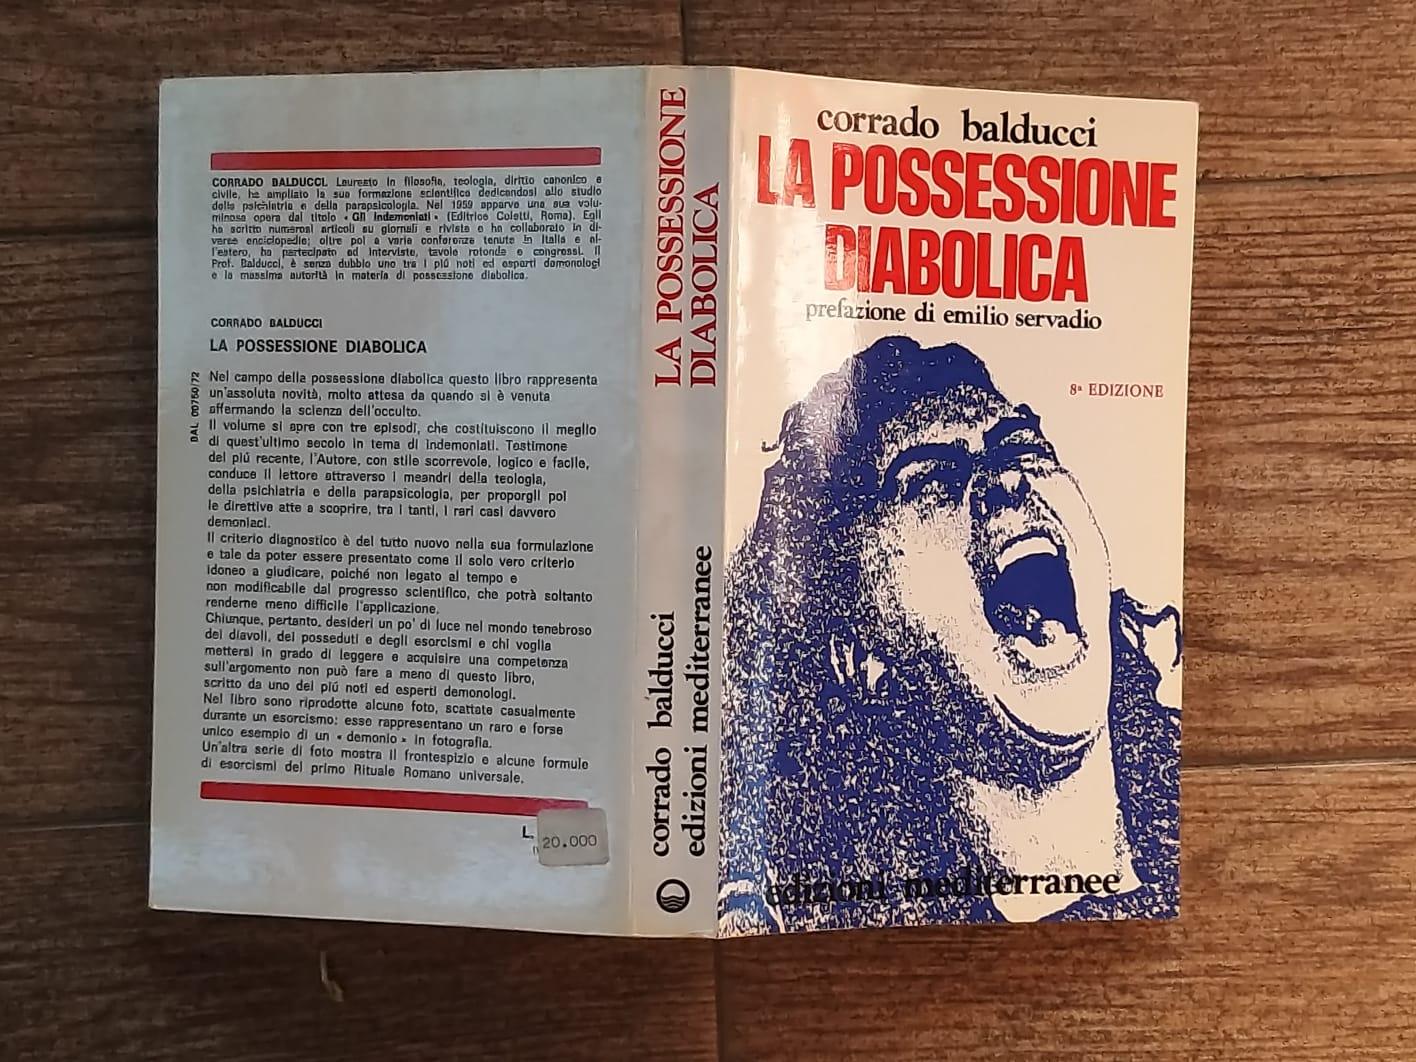 CORRADO BALDUCCI. Laureato in filosofia, teologia, diritto canonico e
civile, ha ampliato la sua formazione scientifica dedicandosi allo studio
della psichiatria e della parapsicologia. Nel 1959 apparve una sua volu-
minosa opera dal titolo « Gli indemoniati » (Editrice Coletti, Roma). Egli
ha scritto numerosi articoli su giornali e riviste e ha collaborato in di-
verse enciclopedie; oltre poi a varie conferenze tenute in Italia e al-
l'estero, ha partecipato ad interviste, tavole rotonde e congressi. Il
Prof. Balducci, è senza dubbio uno tra i piú noti ed esperti demonologi
e la massima autorità in materia di possessione diabolica.
CORRADO BALDUCCI
LA POSSESSIONE DIABOLICA
Nel campo della possessione diabolica questo libro rappresenta
un'assoluta novità, molto attesa da quando si è venuta
affermando la scienza dell'occulto.
Il volume si apre con tre episodi, che costituiscono il meglio
di quest'ultimo secolo in tema di indemoniati. Testimone
del piú recente, l'Autore, con stile scorrevole, logico e facile,
conduce il lettore attraverso i meandri della teologia,
della psichiatria e della parapsicologia, per proporgli poi
le direttive atte a scoprire, tra i tanti, i rari casi davvero
demoniaci.
Il criterio diagnostico è del tutto nuovo nella sua formulazione
e tale da poter essere presentato come il solo vero criterio
idoneo a giudicare, poiché non legato al tempo e
non modificabile dal progresso scientifico, che potrà soltanto
renderne meno difficile l'applicazione.
Chiunque, pertanto, desideri un po' di luce nel mondo tenebroso
dei diavoli, dei posseduti e degli esorcismi e chi voglia
mettersi in grado di leggere e acquisire una competenza
sull'argomento non può fare a meno di questo libro,
scritto da uno dei piú noti ed esperti demonologi.
Nel libro sono riprodotte alcune foto, scattate casualmente
durante un esorcismo: esse rappresentano un raro e forse
unico esempio di un « demonio » in fotografia.
Un'altra serie di foto mostra il frontespizio e alcune formule
di esorcismi del primo Rituale Romano universale.
BAL 00750/72
L.
20.000
LA POSSESSIONE
DIABOLICA
corrado balducci
edizioni mediterranee
corrado balducci
LA POSSESSIONE
DIABOLICA
prefazione di emilio servadio
8ª EDIZIONE
edizioni mediterranee